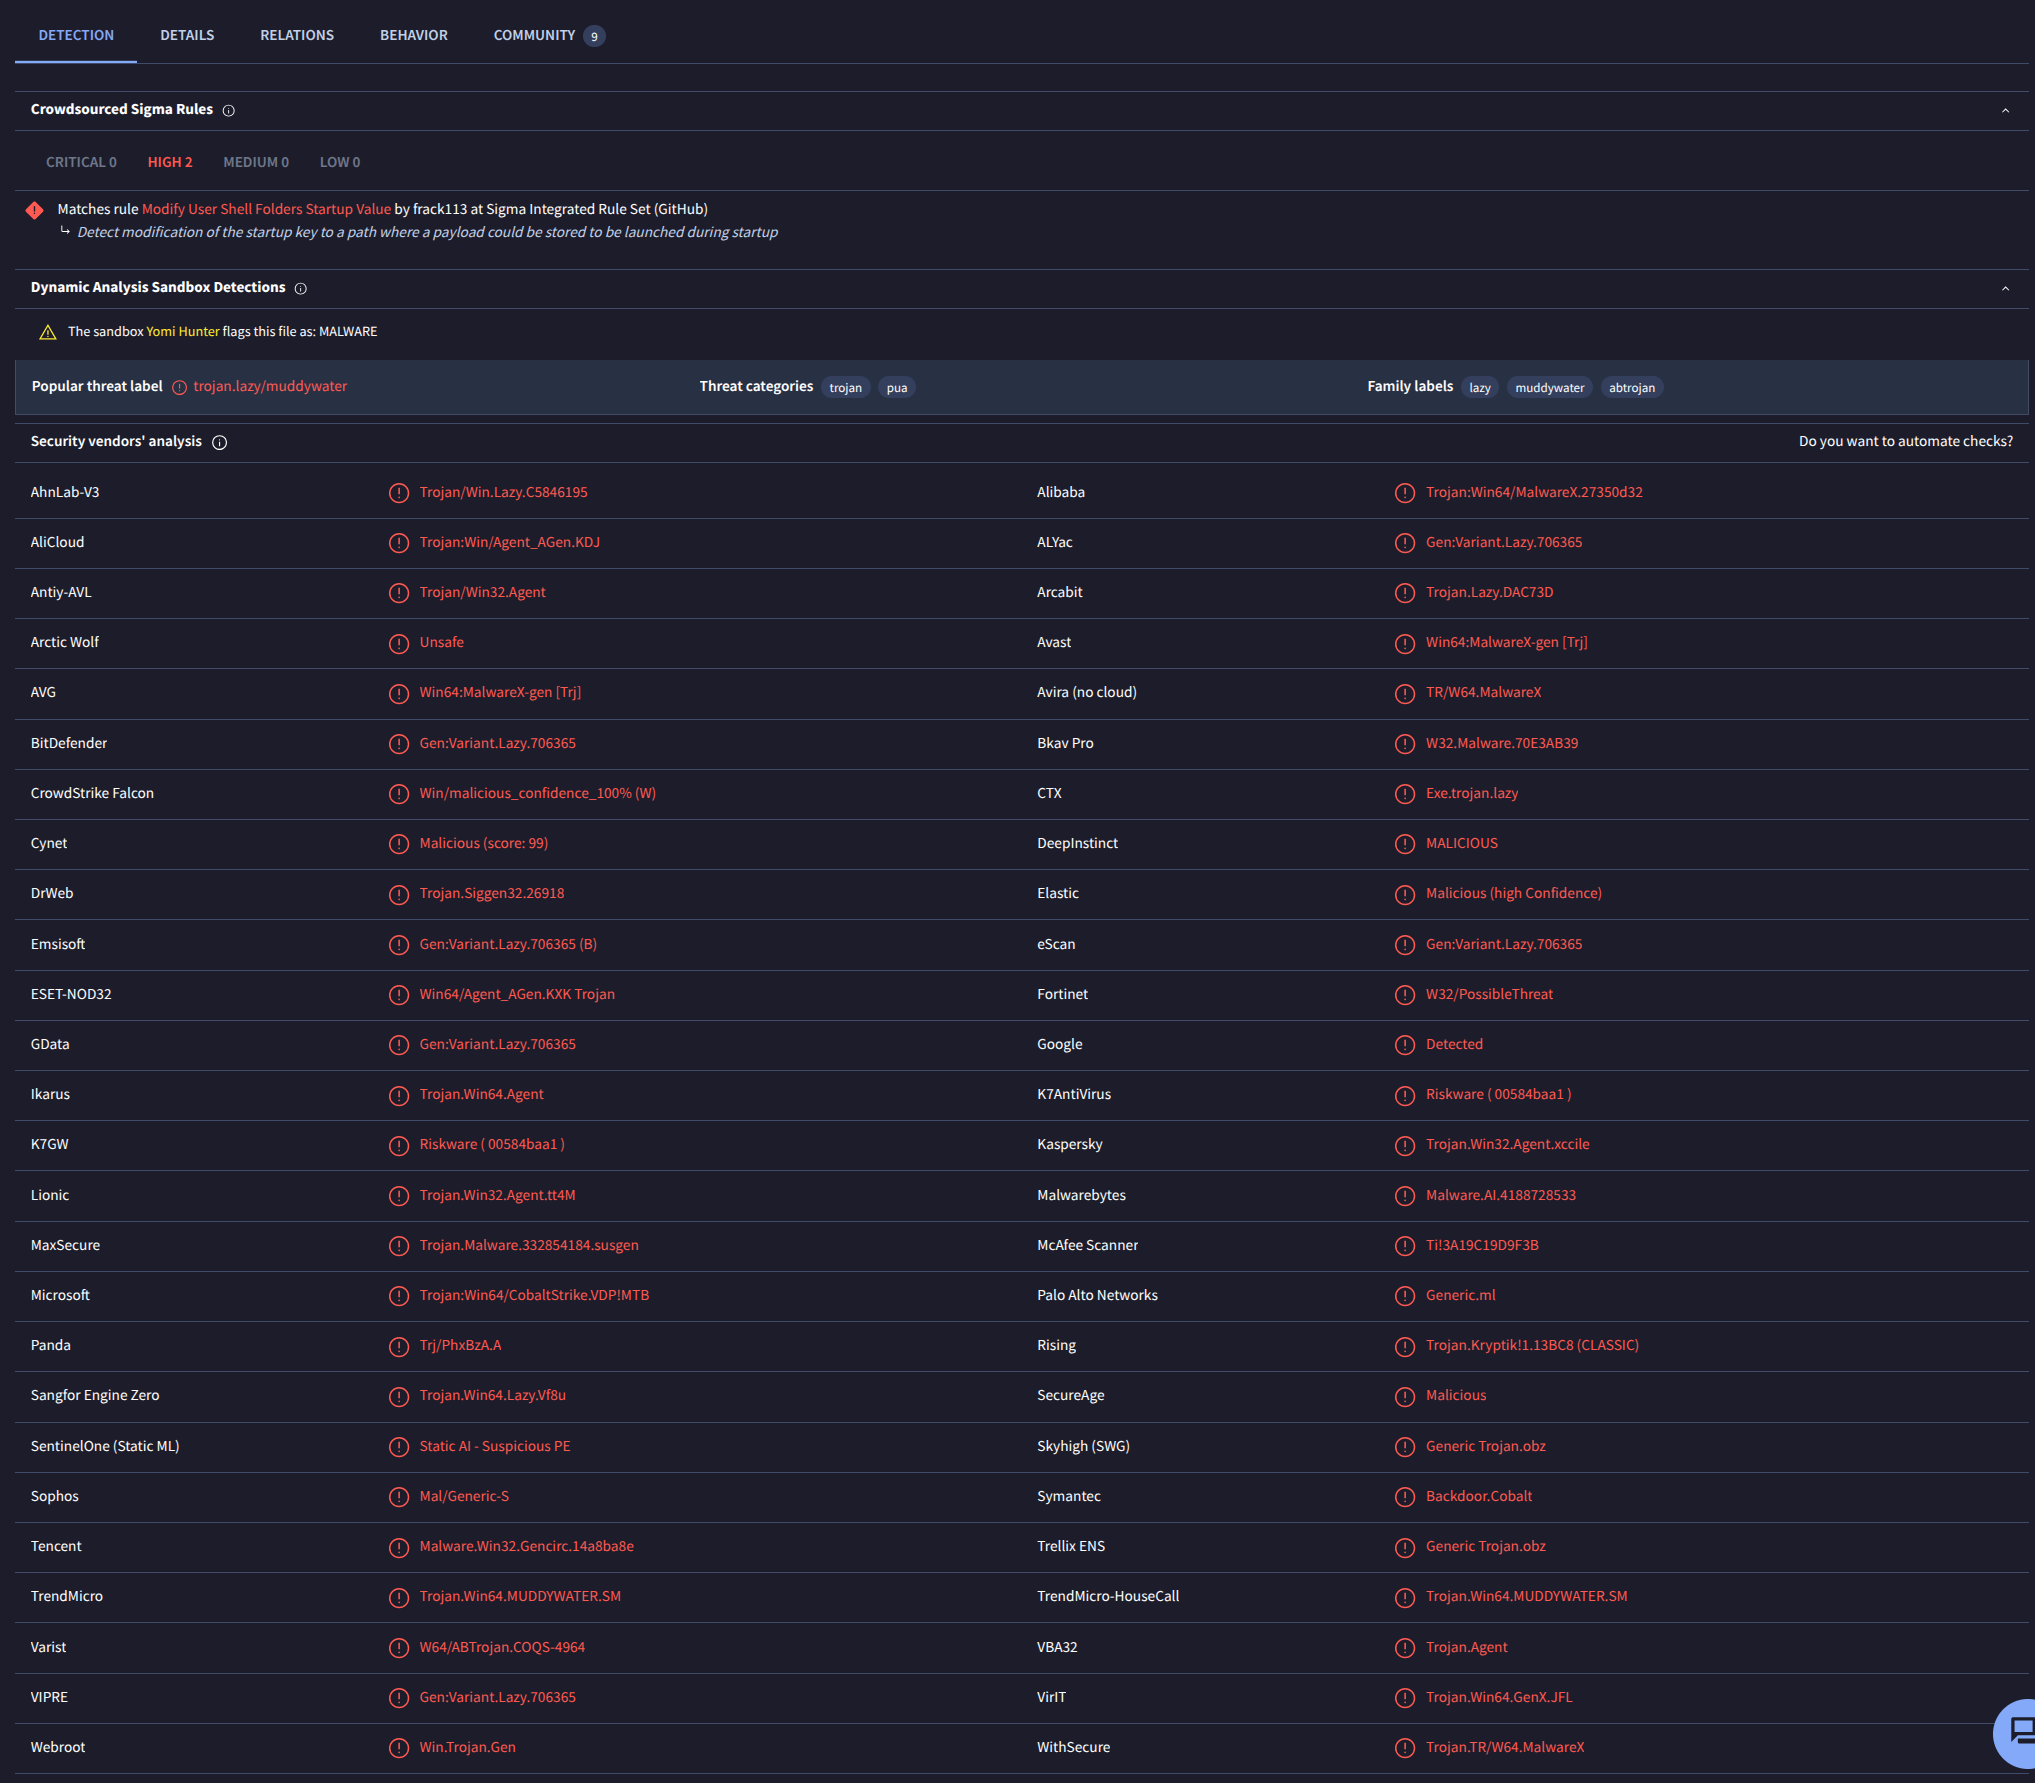 DETECTION DETAILS RELATIONS BEHAVIOR COMMUNITY 9
Crowdsourced Sigma Rules
CRITICAL 0 HIGH 2 MEDIUM 0 LOW 0
Matches rule Modify User Shell Folders Startup Value by frack113 at Sigma Integrated Rule Set (GitHub)
Detect modification of the startup key to a path where a payload could be stored to be launched during startup
Dynamic Analysis Sandbox Detections
The sandbox Yomi Hunter flags this file as: MALWARE
Popular threat label trojan.lazy/muddywater Threat categories trojan pua Family labels lazy muddywater abtrojan
Security vendors' analysis Do you want to automate checks?
AhnLab-V3 Trojan/Win.Lazy.C5846195 Alibaba Trojan:Win64/MalwareX.27350d32
AliCloud Trojan:Win/Agent_AGen.KDJ ALYac Gen:Variant.Lazy.706365
Antiy-AVL Trojan/Win32.Agent Arcabit Trojan.Lazy.DAC73D
Arctic Wolf Unsafe Avast Win64:MalwareX-gen [Trj]
AVG Win64:MalwareX-gen [Trj] Avira (no cloud) TR/W64.MalwareX
BitDefender Gen:Variant.Lazy.706365 Bkav Pro W32.Malware.70E3AB39
CrowdStrike Falcon Win/malicious_confidence_100% (W) CTX Exe.trojan.lazy
Cynet Malicious (score: 99) DeepInstinct MALICIOUS
DrWeb Trojan.Siggen32.26918 Elastic Malicious (high Confidence)
Emsisoft Gen:Variant.Lazy.706365 (B) eScan Gen:Variant.Lazy.706365
ESET-NOD32 Win64/Agent_AGen.KXK Trojan Fortinet W32/PossibleThreat
GData Gen:Variant.Lazy.706365 Google Detected
Ikarus Trojan.Win64.Agent K7AntiVirus Riskware ( 00584baa1 )
K7GW Riskware ( 00584baa1 ) Kaspersky Trojan.Win32.Agent.xccile
Lionic Trojan.Win32.Agent.tt4M Malwarebytes Malware.AI.4188728533
MaxSecure Trojan.Malware.332854184.susgen McAfee Scanner Ti!3A19C19D9F3B
Microsoft Trojan:Win64/CobaltStrike.VDP!MTB Palo Alto Networks Generic.ml
Panda Trj/PhxBzA.A Rising Trojan.Kryptik!1.13BC8 (CLASSIC)
Sangfor Engine Zero Trojan.Win64.Lazy.Vf8u SecureAge Malicious
SentinelOne (Static ML) Static AI - Suspicious PE Skyhigh (SWG) Generic Trojan.obz
Sophos Mal/Generic-S Symantec Backdoor.Cobalt
Tencent Malware.Win32.Gencirc.14a8ba8e Trellix ENS Generic Trojan.obz
TrendMicro Trojan.Win64.MUDDYWATER.SM TrendMicro-HouseCall Trojan.Win64.MUDDYWATER.SM
Varist W64/ABTrojan.COQS-4964 VBA32 Trojan.Agent
VIPRE Gen:Variant.Lazy.706365 VirIT Trojan.Win64.GenX.JFL
Webroot Win.Trojan.Gen WithSecure Trojan.TR/W64.MalwareX